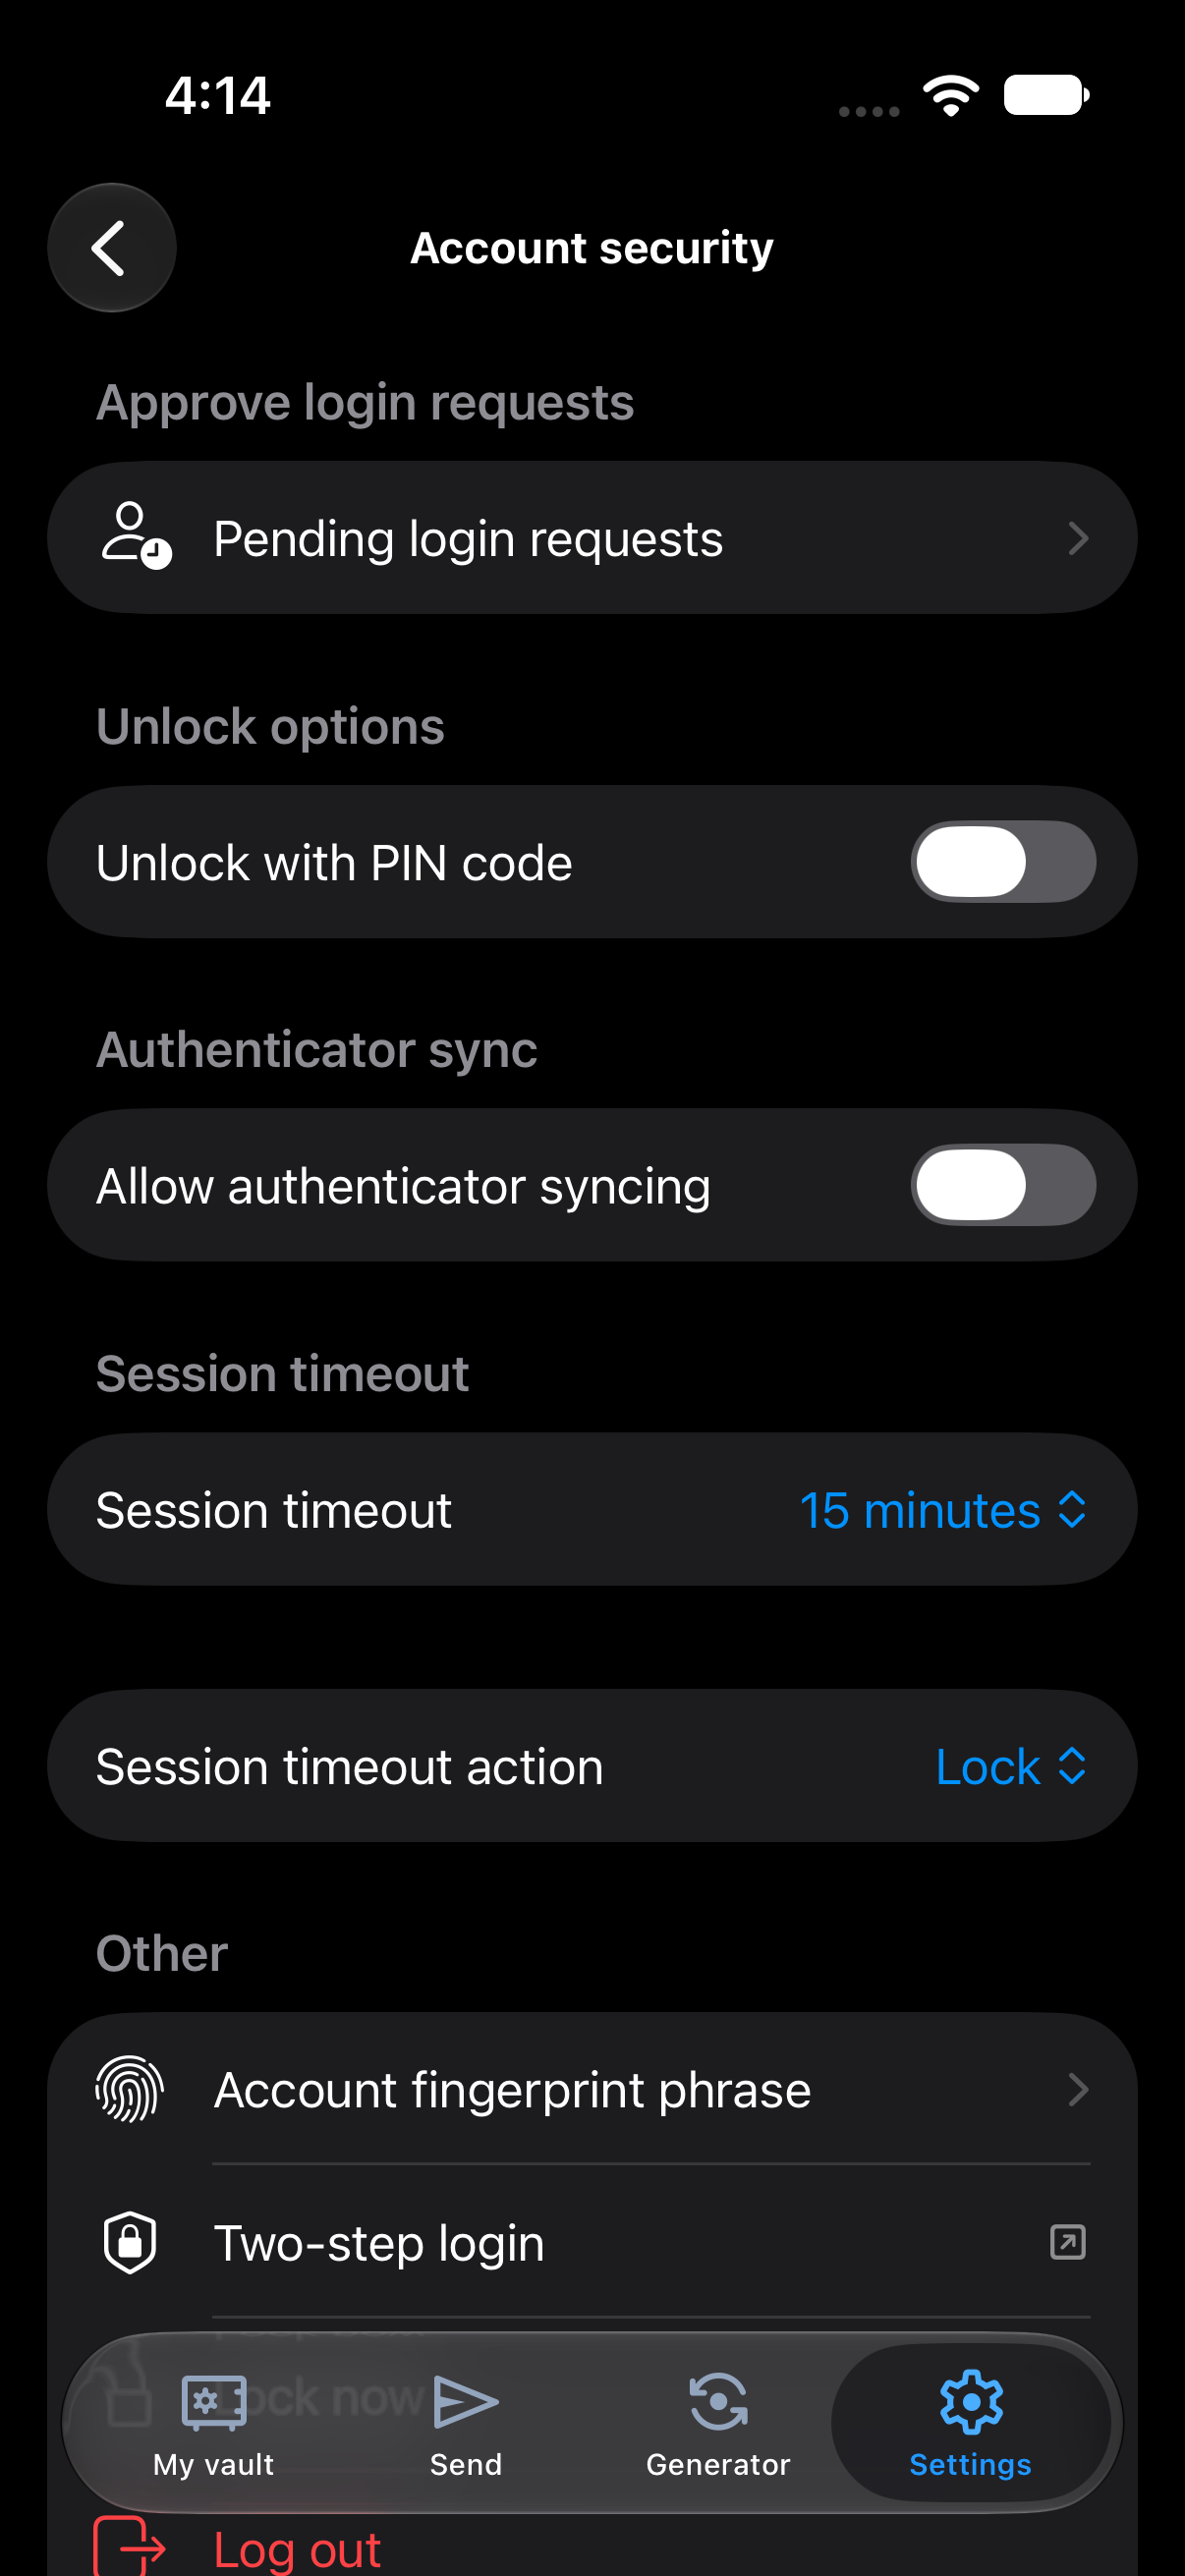 4:14
Account security
Approve login requests
Pending login requests
Unlock options
Unlock with PIN code
Authenticator sync
Allow authenticator syncing
Session timeout
Session timeout 15 minutes
Session timeout action Lock
Other
Account fingerprint phrase
Two-step login
Lock now
My vault Send Generator Settings
Log out